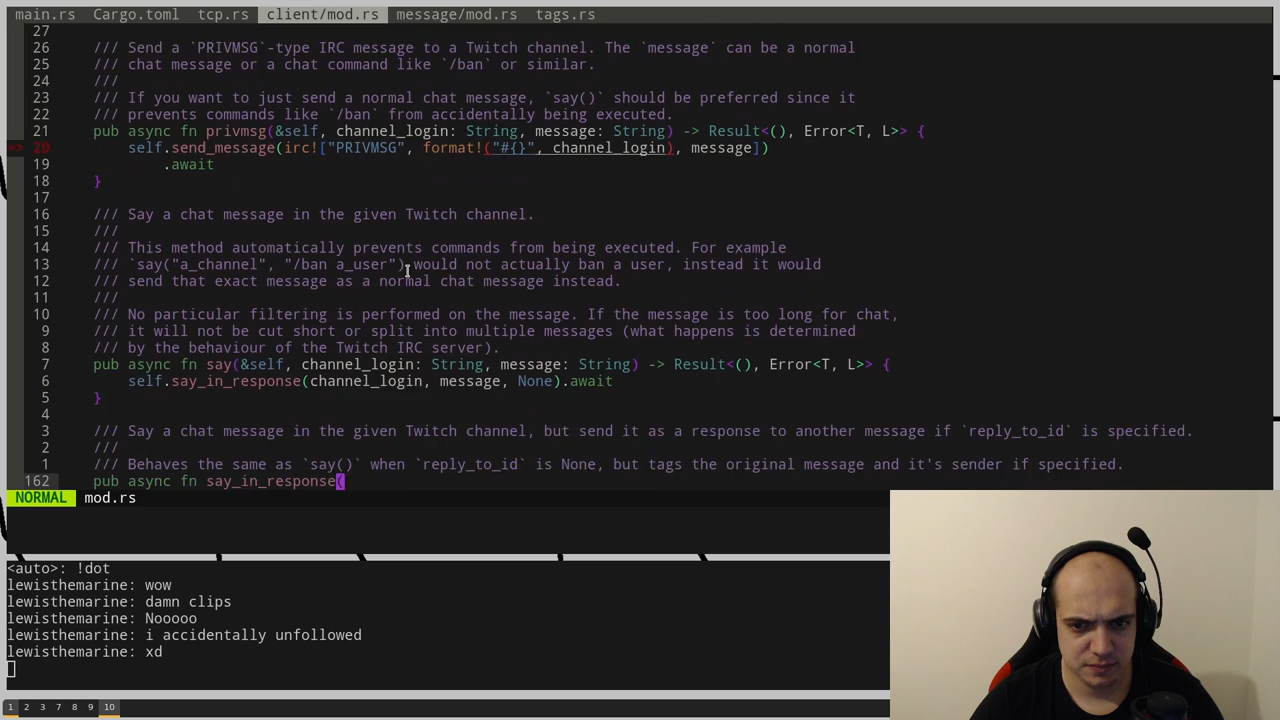 main.rs Cargo.toml tcp.rs client/mod.rs message/mod.rs tags.rs
27
26 /// Send a `PRIVMSG`-type IRC message to a Twitch channel. The `message` can be a normal
25 /// chat message or a chat command like `/ban` or similar.
24 ///
23 /// If you want to just send a normal chat message, `say()` should be preferred since it
22 /// prevents commands like `/ban` from accidentally being executed.
21 pub async fn privmsg(&self, channel_login: String, message: String) -> Result<(), Error<T, L>> {
>> 20 self.send_message(irc!["PRIVMSG", format!("#{}", channel_login), message])
19 .await
18 }
17
16 /// Say a chat message in the given Twitch channel.
15 ///
14 /// This method automatically prevents commands from being executed. For example
13 /// `say("a_channel", "/ban a_user") would not actually ban a user, instead it would
12 /// send that exact message as a normal chat message instead.
11 ///
10 /// No particular filtering is performed on the message. If the message is too long for chat,
9 /// it will not be cut short or split into multiple messages (what happens is determined
8 /// by the behaviour of the Twitch IRC server).
7 pub async fn say(&self, channel_login: String, message: String) -> Result<(), Error<T, L>> {
6 self.say_in_response(channel_login, message, None).await
5 }
4
3 /// Say a chat message in the given Twitch channel, but send it as a response to another message if `reply_to_id` is specified.
2 ///
1 /// Behaves the same as `say()` when `reply_to_id` is None, but tags the original message and it's sender if specified.
162 pub async fn say_in_response(
NORMAL mod.rs
<auto>: !dot
lewisthemarine: wow
lewisthemarine: damn clips
lewisthemarine: Nooooo
lewisthemarine: i accidentally unfollowed
lewisthemarine: xd
1 2 3 7 8 9 10